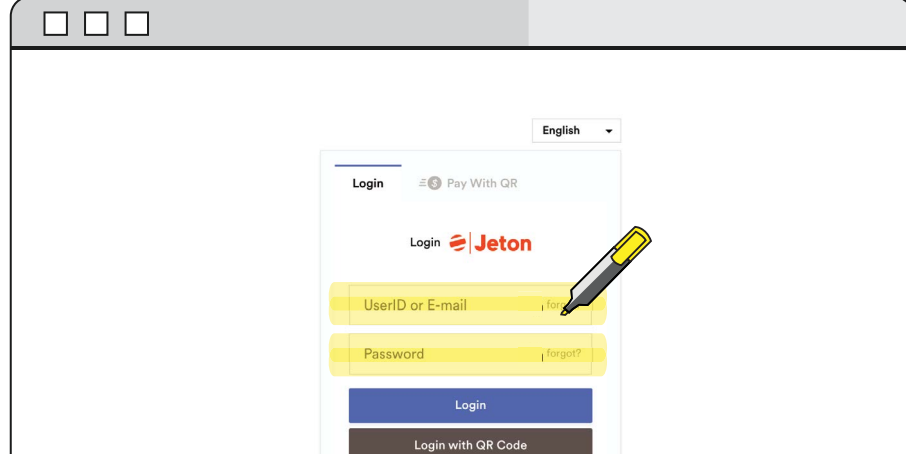 English
Login Pay With QR
Login Jeton
UserID or E-mail
Password forgot?
Login
Login with QR Code